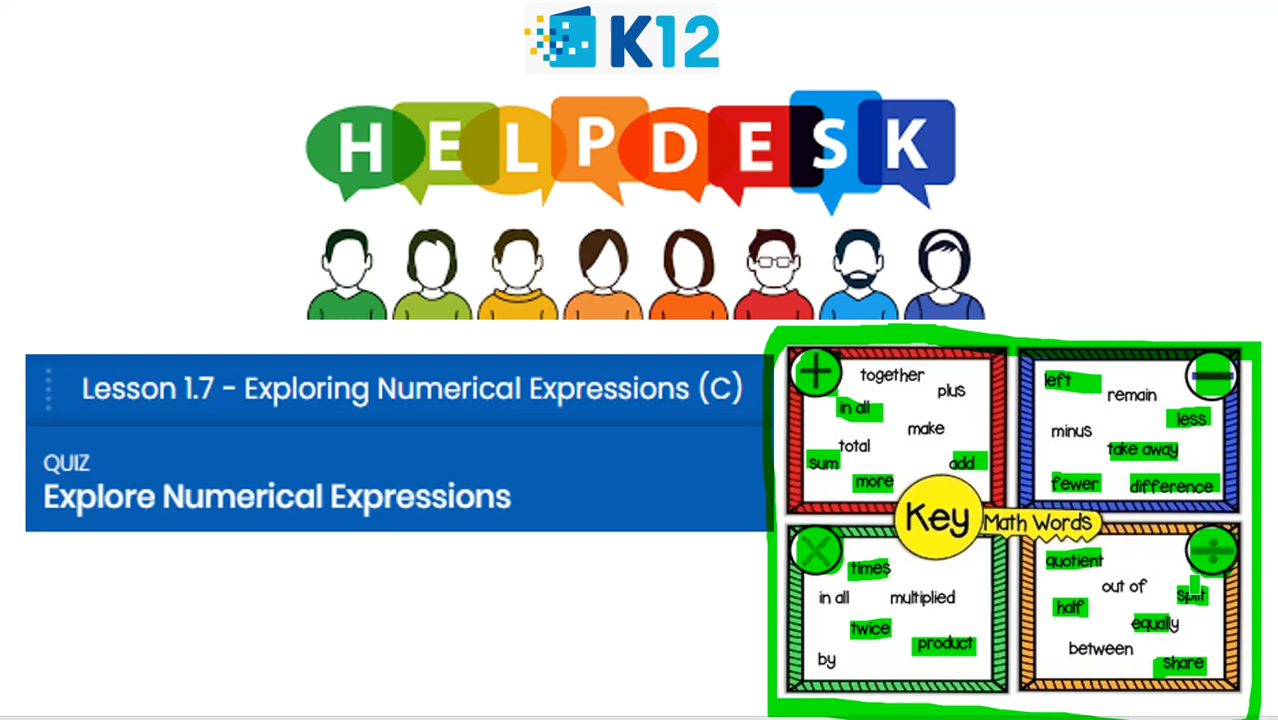 K12
HELPDESK
Lesson 1.7 - Exploring Numerical Expressions (C)
QUIZ
Explore Numerical Expressions
+
together
plus
in all
make
total
sum
add
more
−
left
remain
less
minus
take away
fewer
difference
Key Math Words
×
times
in all
multiplied
twice
product
by
÷
quotient
out of
split
half
equally
between
share